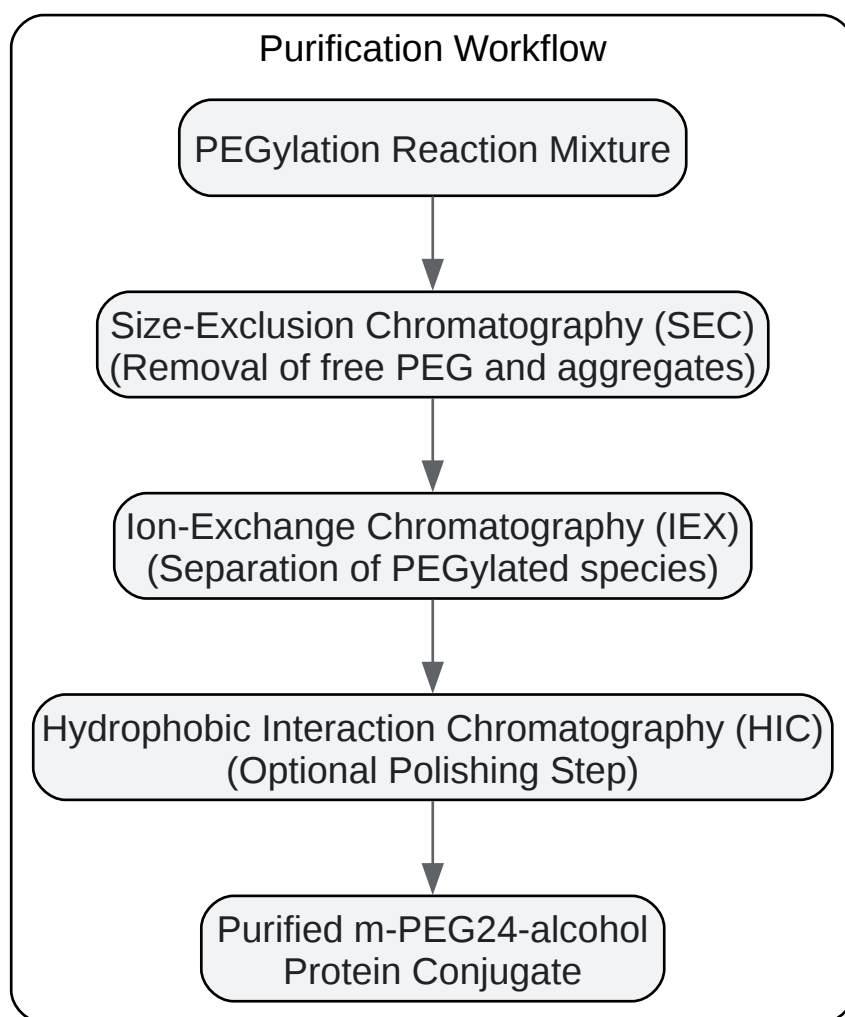 Purification Workflow
PEGylation Reaction Mixture
Size-Exclusion Chromatography (SEC)
(Removal of free PEG and aggregates)
Ion-Exchange Chromatography (IEX)
(Separation of PEGylated species)
Hydrophobic Interaction Chromatography (HIC)
(Optional Polishing Step)
Purified m-PEG24-alcohol
Protein Conjugate